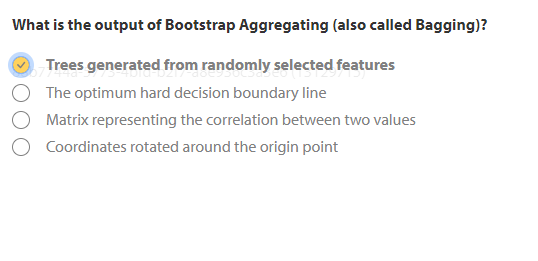 What is the output of Bootstrap Aggregating (also called Bagging)?
Trees generated from randomly selected features
The optimum hard decision boundary line
Matrix representing the correlation between two values
Coordinates rotated around the origin point